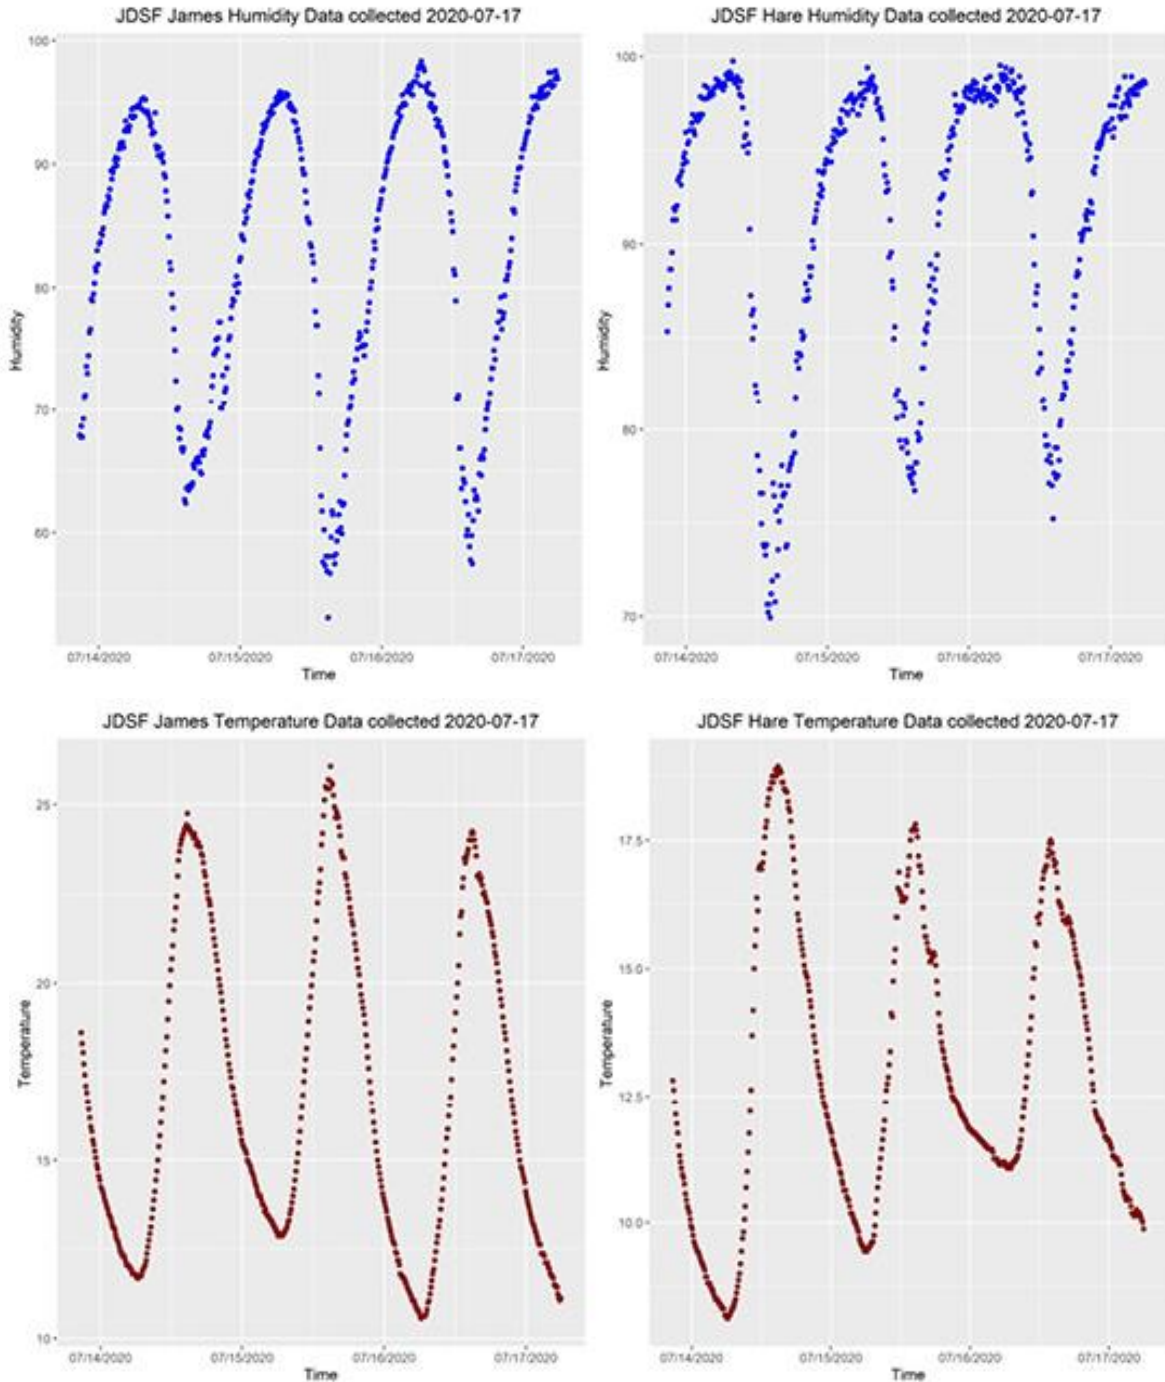 JDSF James Humidity Data collected 2020-07-17
100
90
80
70
60
Humidity
07/14/2020 07/15/2020 07/16/2020 07/17/2020
Time
JDSF Hare Humidity Data collected 2020-07-17
100
90
80
70
Humidity
07/14/2020 07/15/2020 07/16/2020 07/17/2020
Time
JDSF James Temperature Data collected 2020-07-17
25
20
15
10
Temperature
07/14/2020 07/15/2020 07/16/2020 07/17/2020
Time
JDSF Hare Temperature Data collected 2020-07-17
17.5
15.0
12.5
10.0
Temperature
07/14/2020 07/15/2020 07/16/2020 07/17/2020
Time